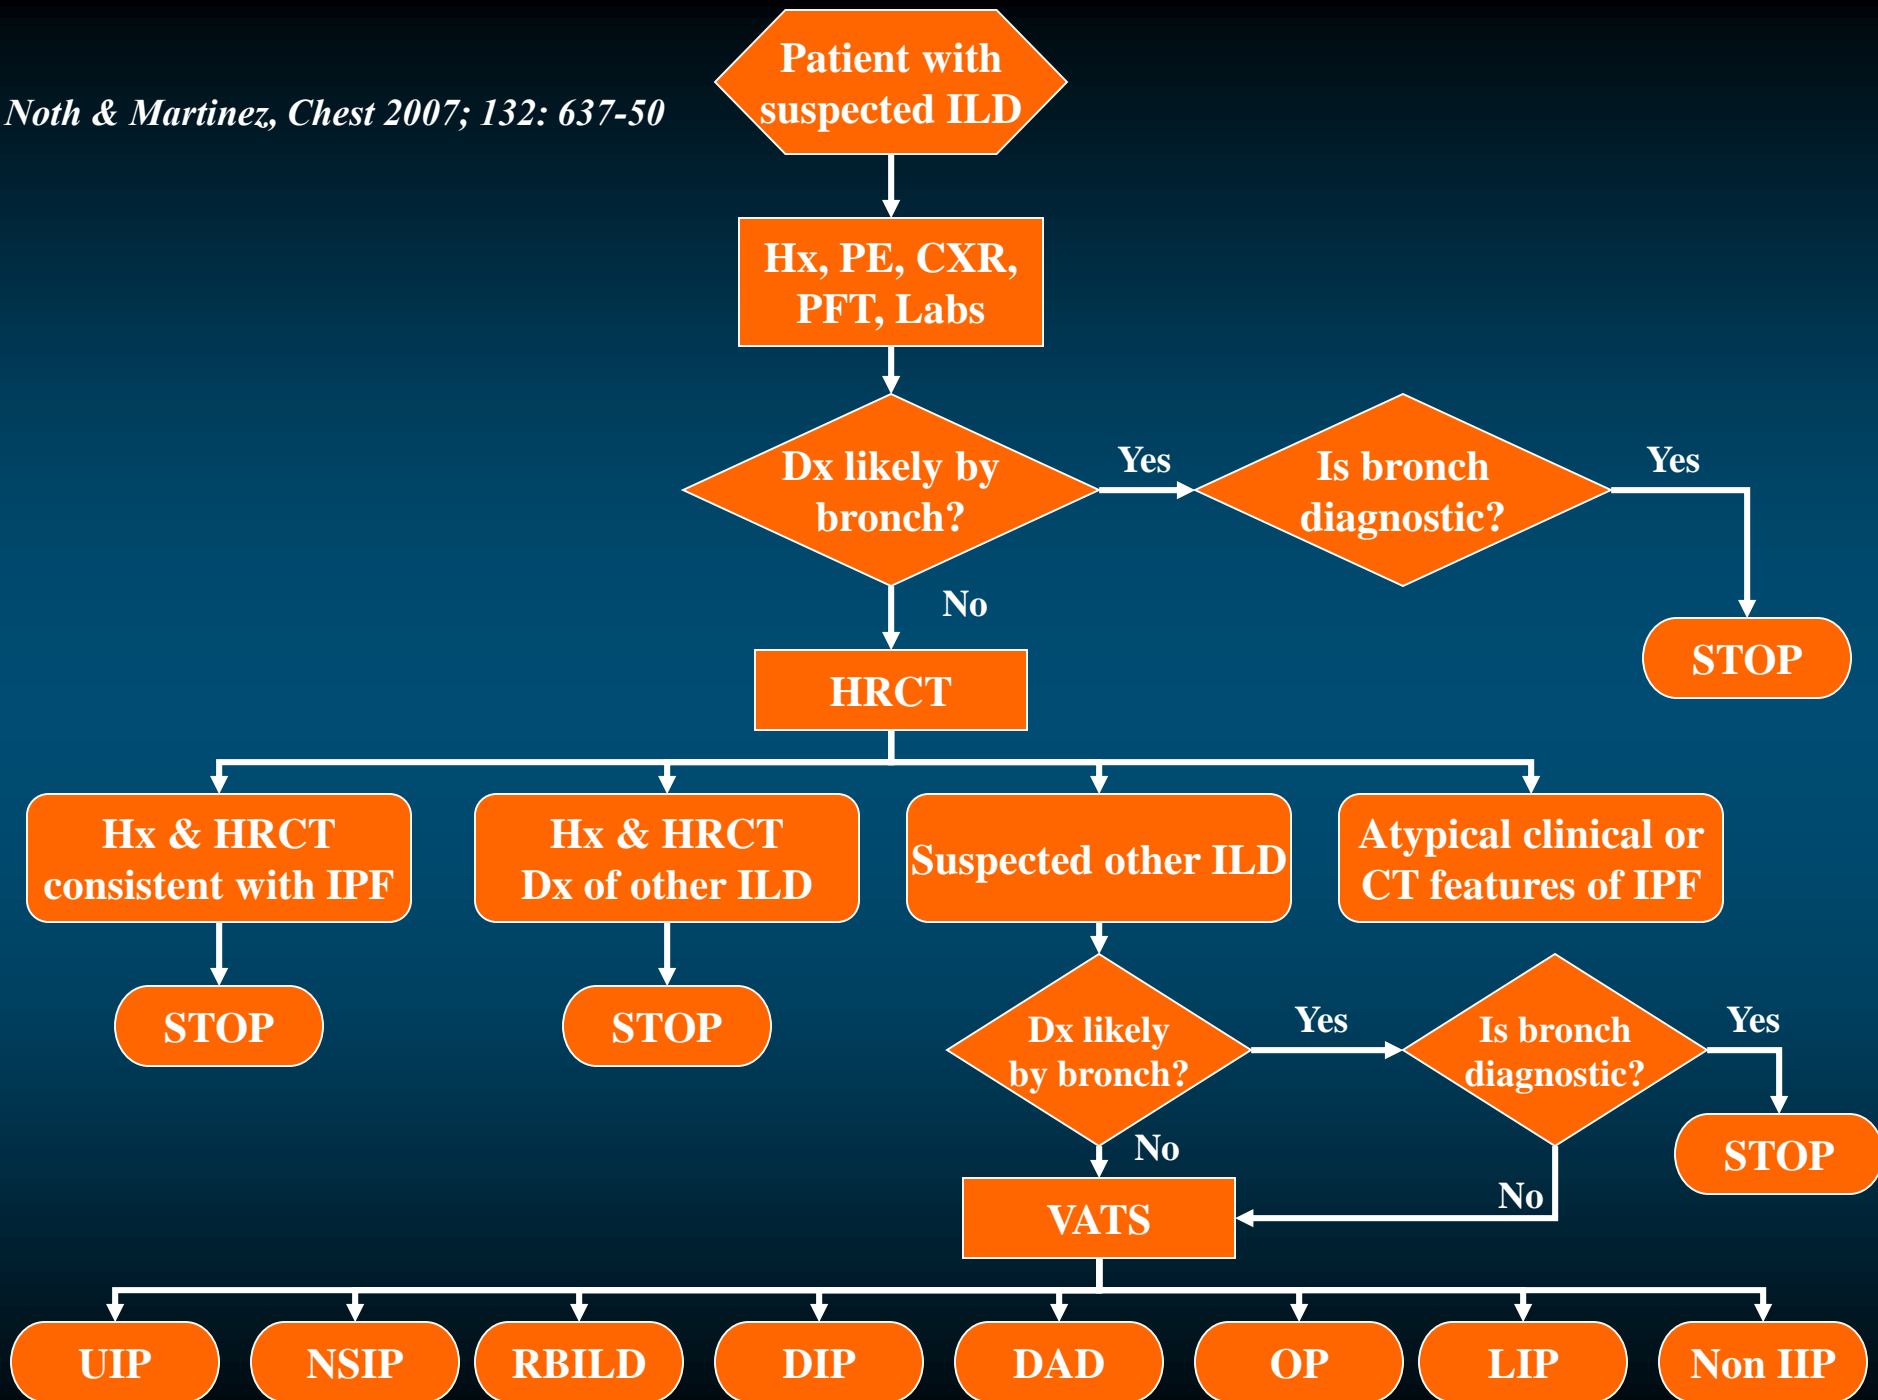 Patient with
suspected ILD
Noth & Martinez, Chest 2007; 132: 637-50
Hx, PE, CXR,
PFT, Labs
Dx likely by
bronch?
Yes
Is bronch
diagnostic?
Yes
No
STOP
HRCT
Hx & HRCT
consistent with IPF
Hx & HRCT
Dx of other ILD
Suspected other ILD
Atypical clinical or
CT features of IPF
STOP
STOP
Dx likely
by bronch?
Yes
Is bronch
diagnostic?
Yes
STOP
No
No
VATS
UIP
NSIP
RBILD
DIP
DAD
OP
LIP
Non IIP